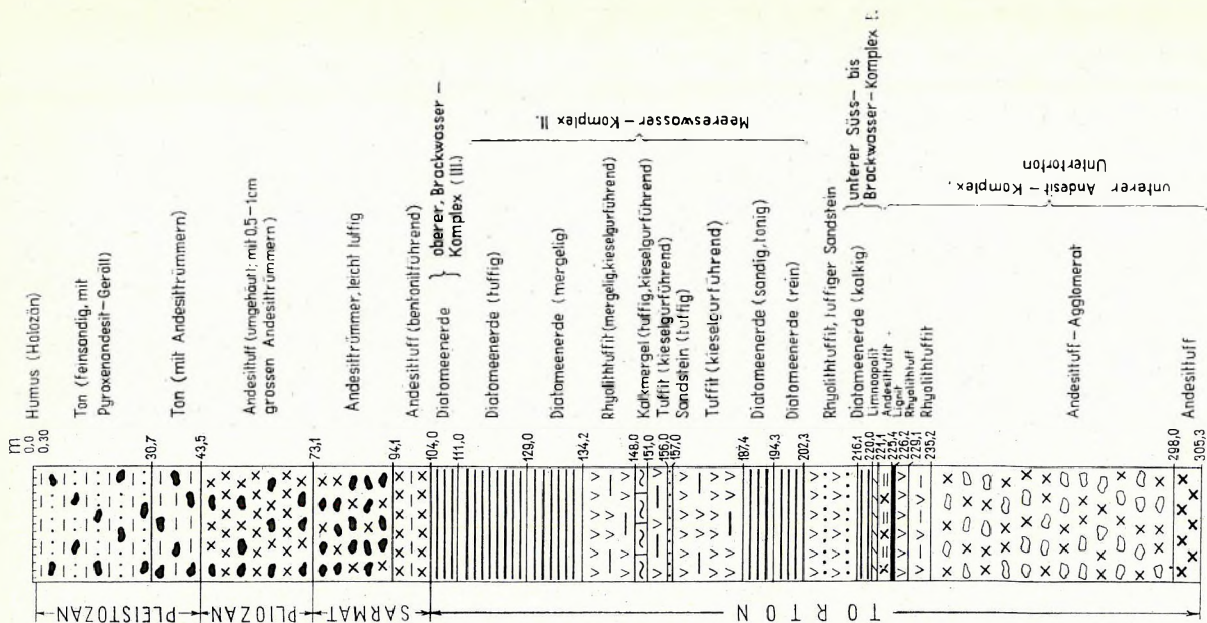 m
0,0
0,30
30,7
43,5
73,1
94,1
104,0
111,0
129,0
134,2
148,0
151,0
156,0
157,0
187,4
194,3
202,3
216,1
220,0
221,1
225,4
226,2
229,1
235,2
298,0
305,3
Humus (Holozän)
Ton (feinsandig, mit
Pyroxenandesit-Geröll)
Ton (mit Andesittrümmern)
Andesittuff (umgehäuft; mit 0,5-1cm
grossen Andesittrümmern)
Andesittrümmer, leicht tuffig
Andesittuff (bentonitführend)
Diatomeenerde
oberer, Brackwasser –
Komplex (III.)
Diatomeenerde (tuffig)
Diatomeenerde (mergelig)
Rhyolithtuffit (mergelig, kieselgurführend)
Kalkmergel (tuffig, kieselgurführend)
Tuffit (kieselgurführend)
Sandstein (tuffig)
Tuffit (kieselgurführend)
Diatomeenerde (sandig, tonig)
Diatomeenerde (rein)
Meereswasser – Komplex II.
Rhyolithtuffit, tuffiger Sandstein
Diatomeenerde (kalkig)
Limnoopalit
Andesittuffit
Lignit
Rhyolithtuff
Rhyolithtuffit
unterer Süss- bis
Brackwasser-Komplex I.
Andesittuff – Agglomerat
Andesittuff
unterer Andesit – Komplex,
Untertorton
PLEISTOZÄN
PLIOZÄN
SARMAT
TORTON